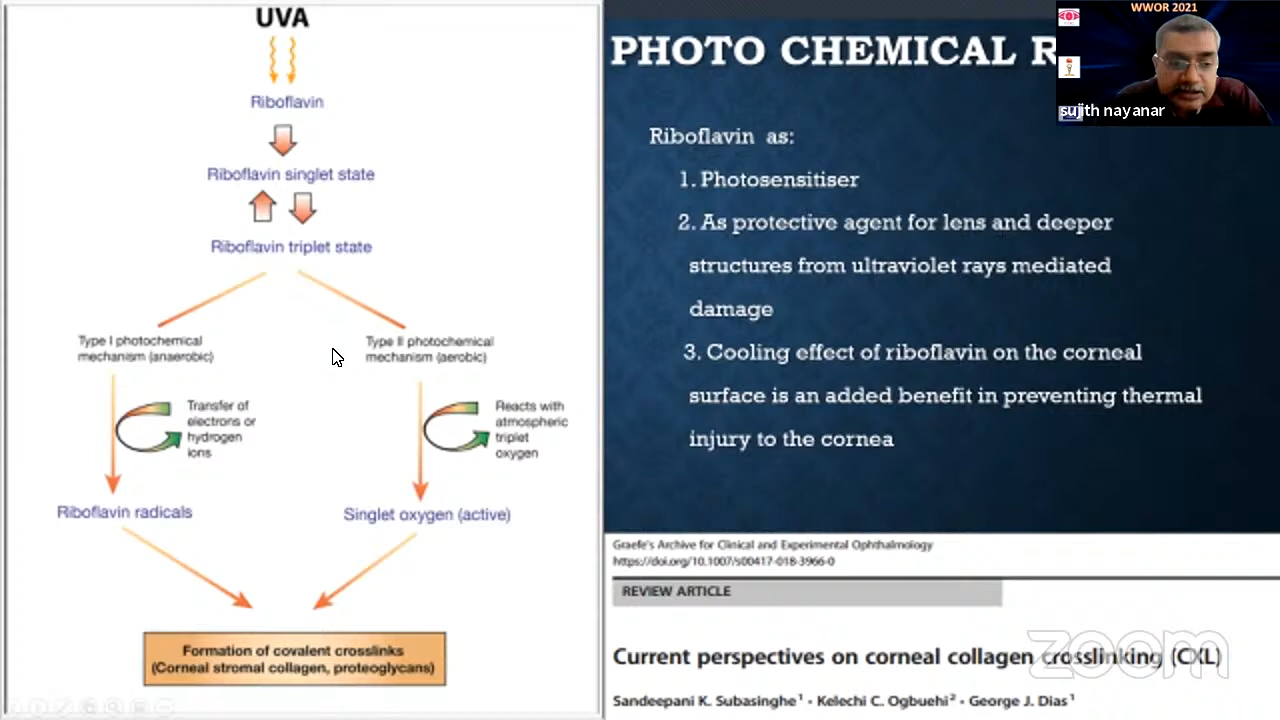 UVA
Riboflavin
Riboflavin singlet state
Riboflavin triplet state
Type I photochemical
mechanism (anaerobic)
Type II photochemical
mechanism (aerobic)
Transfer of
electrons or
hydrogen
ions
Reacts with
atmospheric
triplet
oxygen
Riboflavin radicals
Singlet oxygen (active)
Formation of covalent crosslinks
(Corneal stromal collagen, proteoglycans)
PHOTO CHEMICAL R
WWOR 2021
sujith nayanar
Riboflavin as:
1. Photosensitiser
2. As protective agent for lens and deeper
structures from ultraviolet rays mediated
damage
3. Cooling effect of riboflavin on the corneal
surface is an added benefit in preventing thermal
injury to the cornea
Graefe's Archive for Clinical and Experimental Ophthalmology
https://doi.org/10.1007/s00417-018-3966-0
REVIEW ARTICLE
Current perspectives on corneal collagen crosslinking (CXL)
Sandeepani K. Subasinghe¹ · Kelechi C. Ogbuehi² · George J. Dias¹
zoom